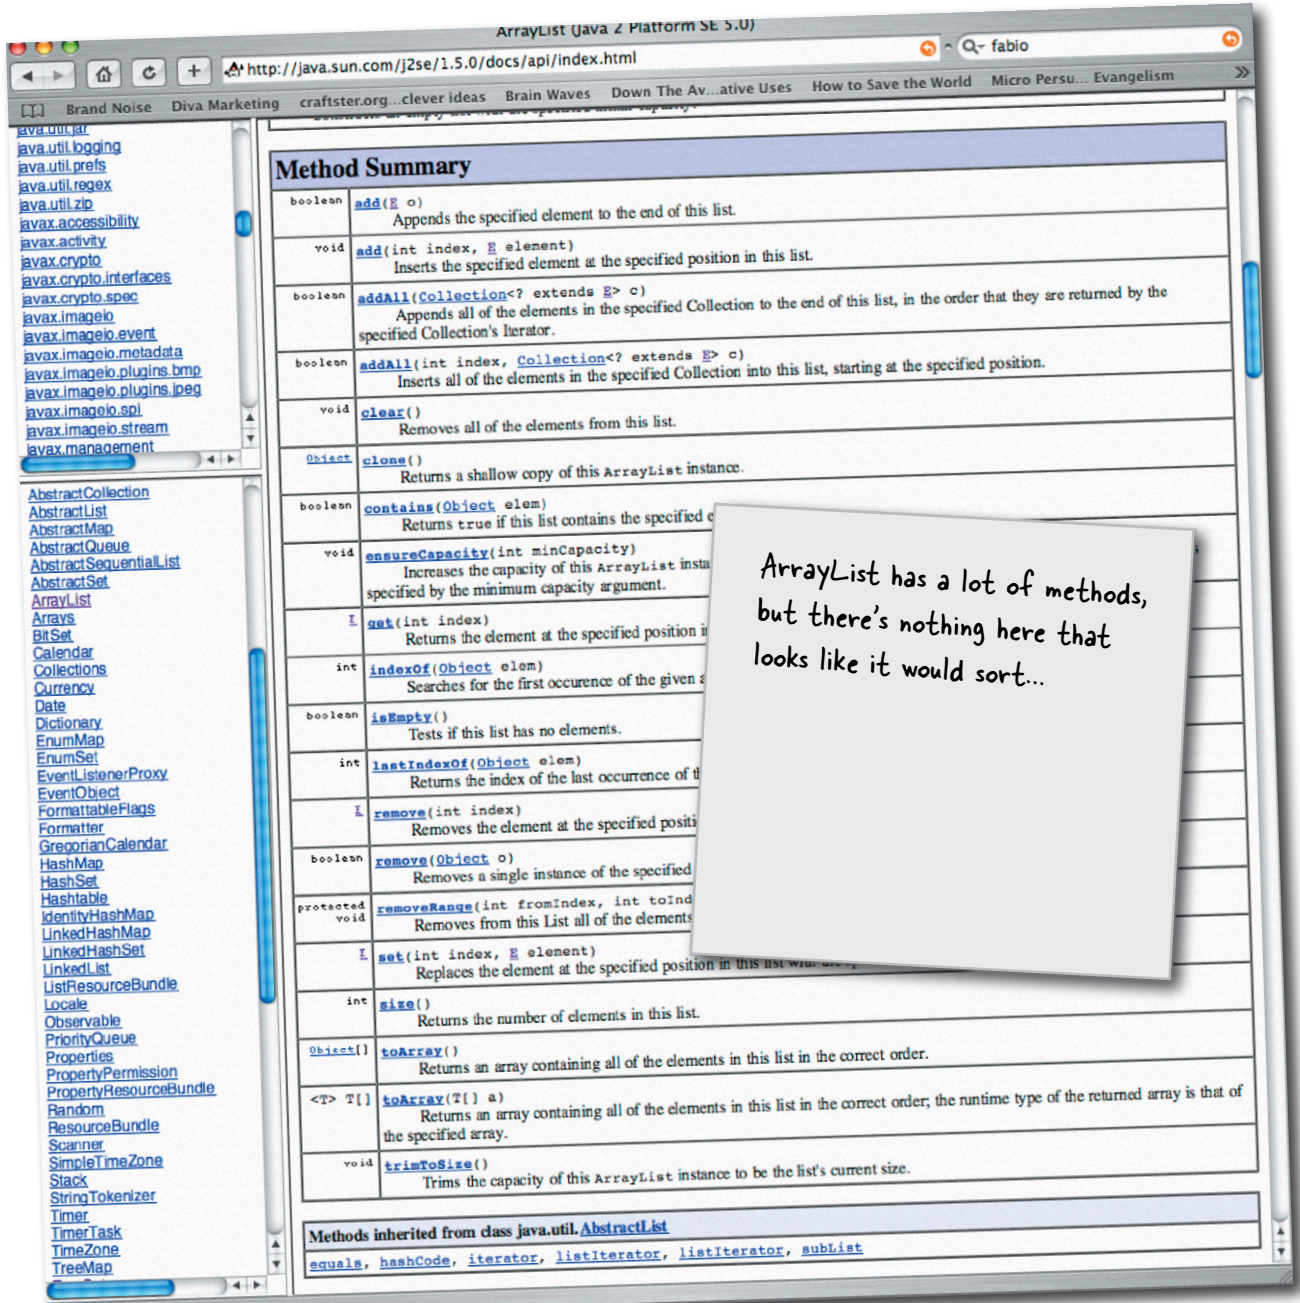 ArrayList (Java 2 Platform SE 5.0)
http://java.sun.com/j2se/1.5.0/docs/api/index.html
fabio
Brand Noise Diva Marketing craftster.org...clever ideas Brain Waves Down The Av...ative Uses How to Save the World Micro Persu... Evangelism
java.util.jar
java.util.logging
java.util.prefs
java.util.regex
java.util.zip
javax.accessibility
javax.activity
javax.crypto
javax.crypto.interfaces
javax.crypto.spec
javax.imageio
javax.imageio.event
javax.imageio.metadata
javax.imageio.plugins.bmp
javax.imageio.plugins.jpeg
javax.imageio.spi
javax.imageio.stream
javax.management
AbstractCollection
AbstractList
AbstractMap
AbstractQueue
AbstractSequentialList
AbstractSet
ArrayList
Arrays
BitSet
Calendar
Collections
Currency
Date
Dictionary
EnumMap
EnumSet
EventListenerProxy
EventObject
FormattableFlags
Formatter
GregorianCalendar
HashMap
HashSet
Hashtable
IdentityHashMap
LinkedHashMap
LinkedHashSet
LinkedList
ListResourceBundle
Locale
Observable
PriorityQueue
Properties
PropertyPermission
PropertyResourceBundle
Random
ResourceBundle
Scanner
SimpleTimeZone
Stack
StringTokenizer
Timer
TimerTask
TimeZone
TreeMap
Method Summary
boolean add(E o)
Appends the specified element to the end of this list.
void add(int index, E element)
Inserts the specified element at the specified position in this list.
boolean addAll(Collection<? extends E> c)
Appends all of the elements in the specified Collection to the end of this list, in the order that they are returned by the
specified Collection's Iterator.
boolean addAll(int index, Collection<? extends E> c)
Inserts all of the elements in the specified Collection into this list, starting at the specified position.
void clear()
Removes all of the elements from this list.
Object clone()
Returns a shallow copy of this ArrayList instance.
boolean contains(Object elem)
Returns true if this list contains the specified e
void ensureCapacity(int minCapacity)
Increases the capacity of this ArrayList insta
specified by the minimum capacity argument.
E get(int index)
Returns the element at the specified position i
int indexOf(Object elem)
Searches for the first occurence of the given a
boolean isEmpty()
Tests if this list has no elements.
int lastIndexOf(Object elem)
Returns the index of the last occurrence of th
E remove(int index)
Removes the element at the specified positi
boolean remove(Object o)
Removes a single instance of the specified
protected void removeRange(int fromIndex, int toInd
Removes from this List all of the elements
E set(int index, E element)
Replaces the element at the specified position in this list
int size()
Returns the number of elements in this list.
Object[] toArray()
Returns an array containing all of the elements in this list in the correct order.
<T> T[] toArray(T[] a)
Returns an array containing all of the elements in this list in the correct order; the runtime type of the returned array is that of
the specified array.
void trimToSize()
Trims the capacity of this ArrayList instance to be the list's current size.
Methods inherited from class java.util.AbstractList
equals, hashCode, iterator, listIterator, listIterator, subList
ArrayList has a lot of methods,
but there's nothing here that
looks like it would sort...